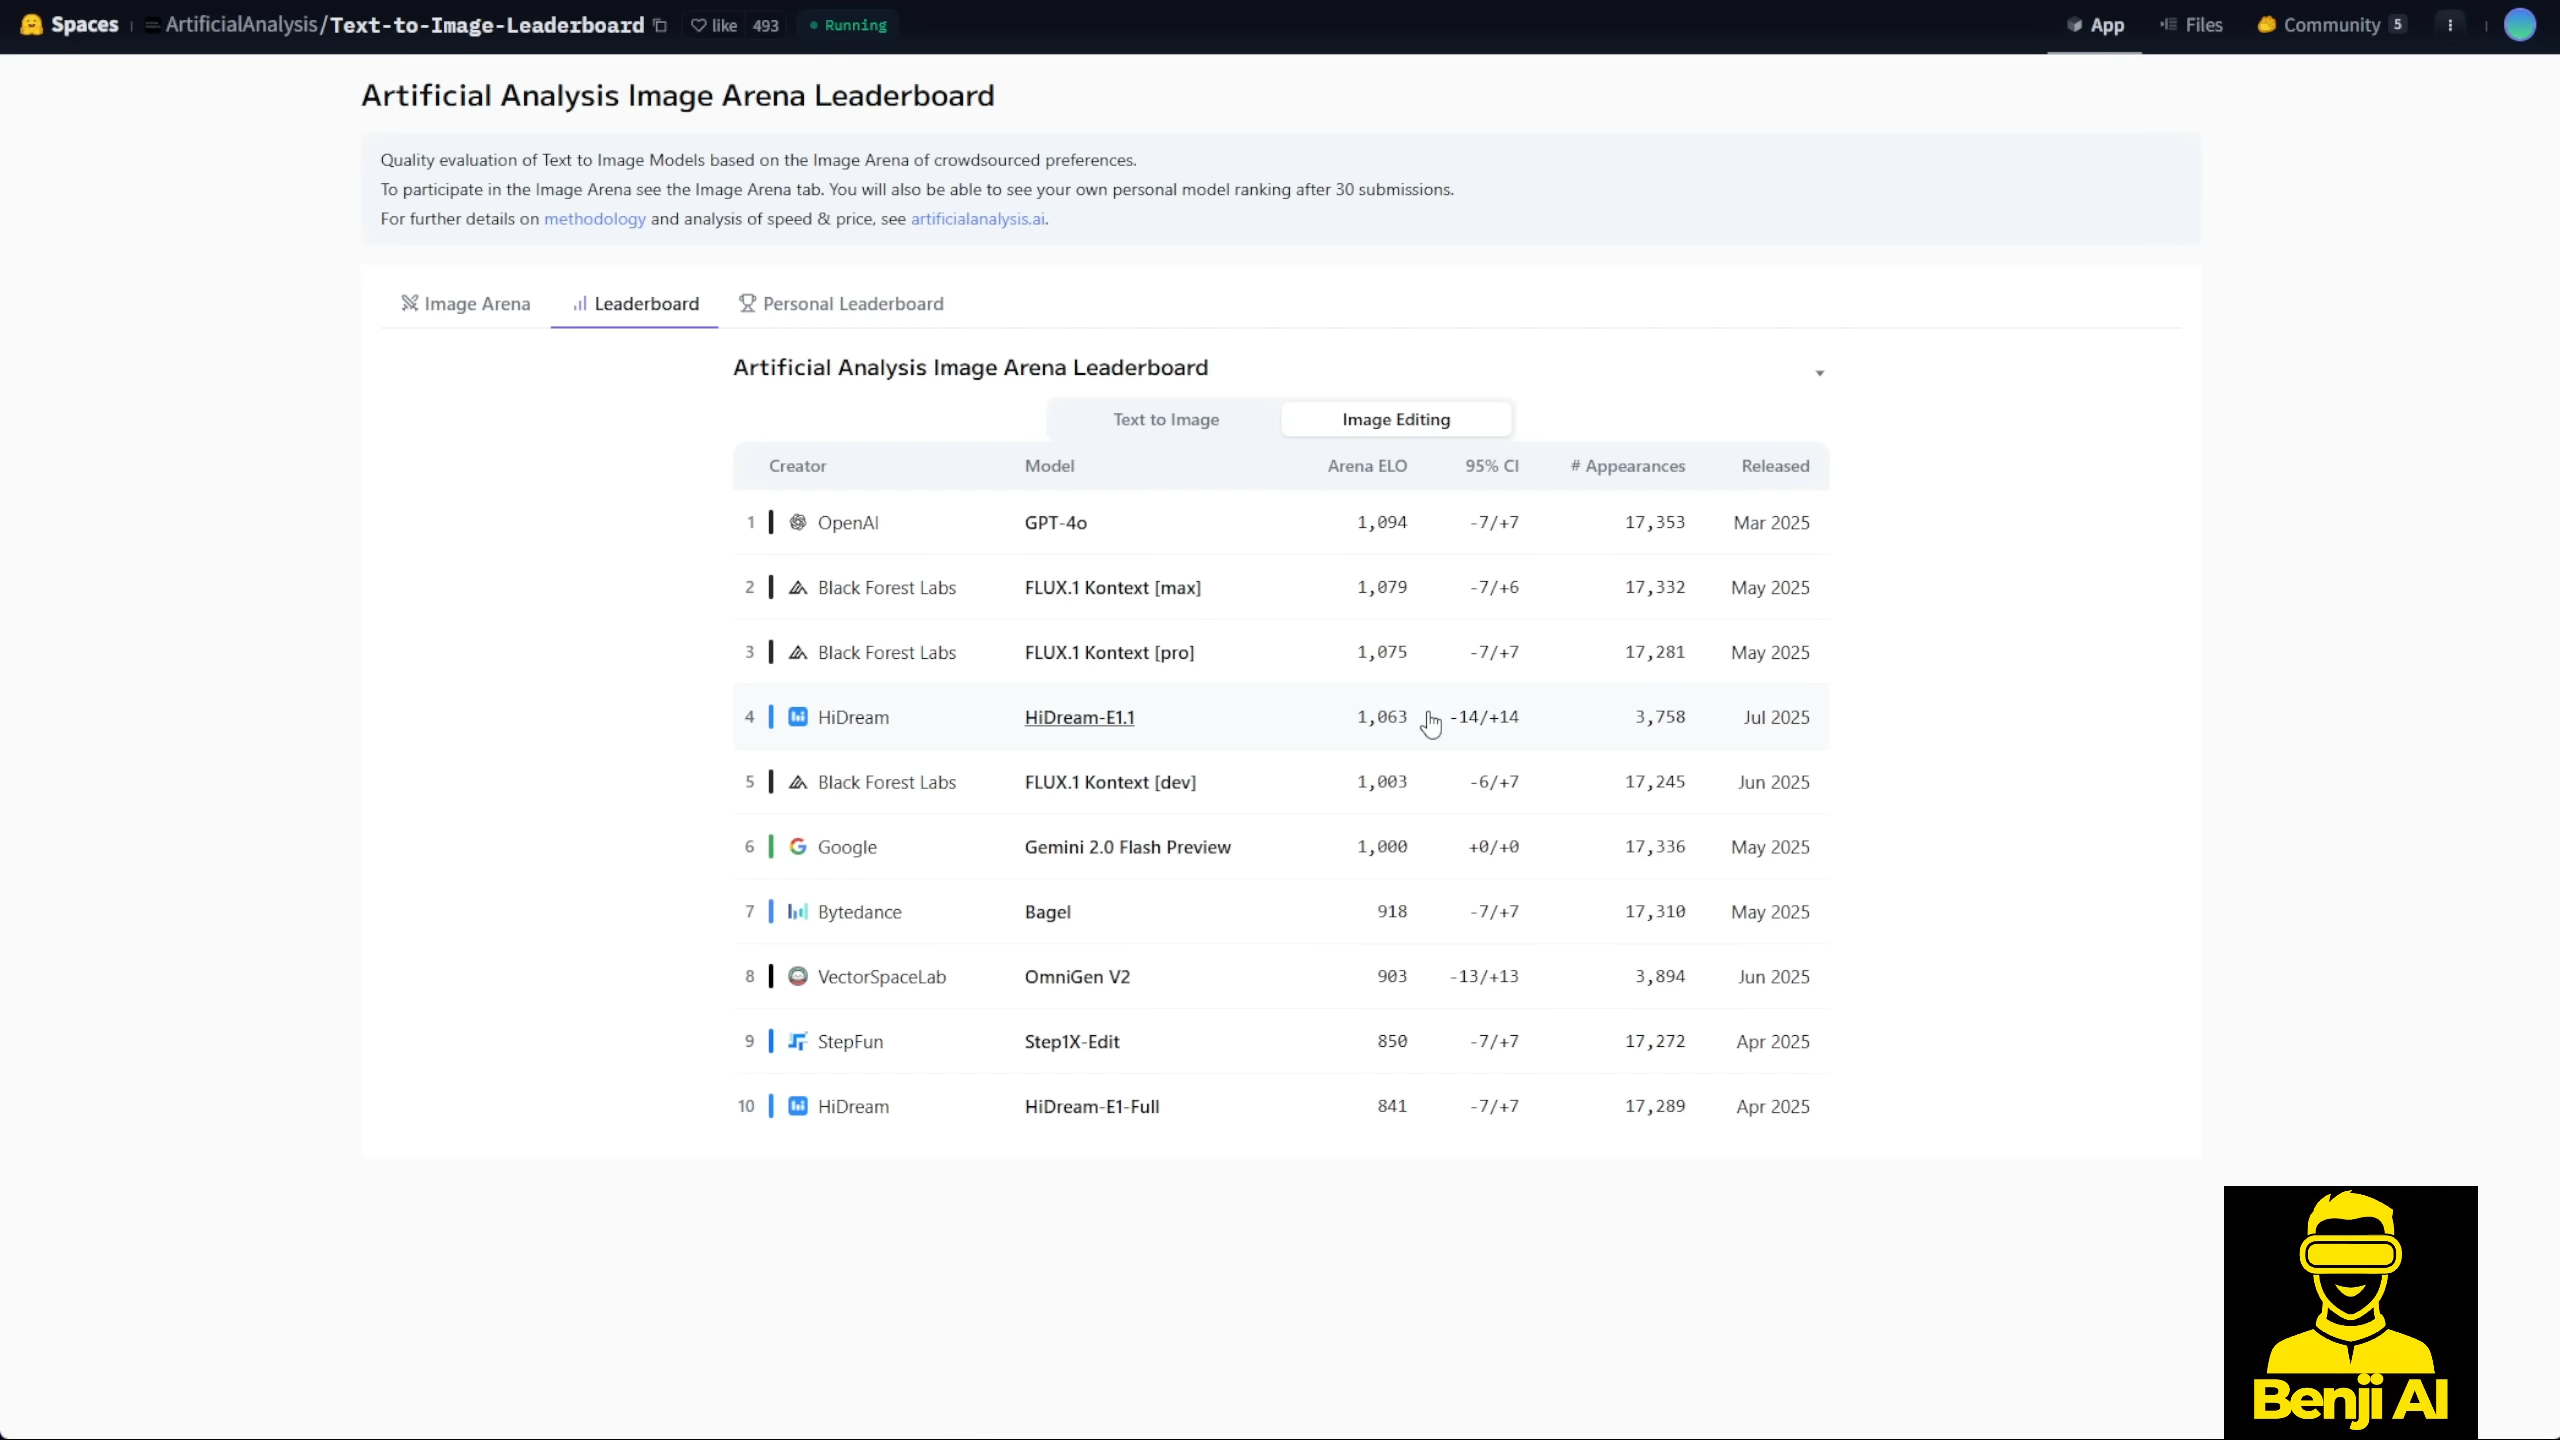 Spaces ArtificialAnalysis/Text-to-Image-Leaderboard like 493 Running App Files Community 5
Artificial Analysis Image Arena Leaderboard
Quality evaluation of Text to Image Models based on the Image Arena of crowdsourced preferences.
To participate in the Image Arena see the Image Arena tab. You will also be able to see your own personal model ranking after 30 submissions.
For further details on methodology and analysis of speed & price, see artificialanalysis.ai.
Image Arena Leaderboard Personal Leaderboard
Artificial Analysis Image Arena Leaderboard
Text to Image Image Editing
Creator Model Arena ELO 95% CI # Appearances Released
1 OpenAI GPT-4o 1,094 -7/+7 17,353 Mar 2025
2 Black Forest Labs FLUX.1 Kontext [max] 1,079 -7/+6 17,332 May 2025
3 Black Forest Labs FLUX.1 Kontext [pro] 1,075 -7/+7 17,281 May 2025
4 HiDream HiDream-E1.1 1,063 -14/+14 3,758 Jul 2025
5 Black Forest Labs FLUX.1 Kontext [dev] 1,003 -6/+7 17,245 Jun 2025
6 Google Gemini 2.0 Flash Preview 1,000 +0/+0 17,336 May 2025
7 Bytedance Bagel 918 -7/+7 17,310 May 2025
8 VectorSpaceLab OmniGen V2 903 -13/+13 3,894 Jun 2025
9 StepFun Step1X-Edit 850 -7/+7 17,272 Apr 2025
10 HiDream HiDream-E1-Full 841 -7/+7 17,289 Apr 2025
Benji AI